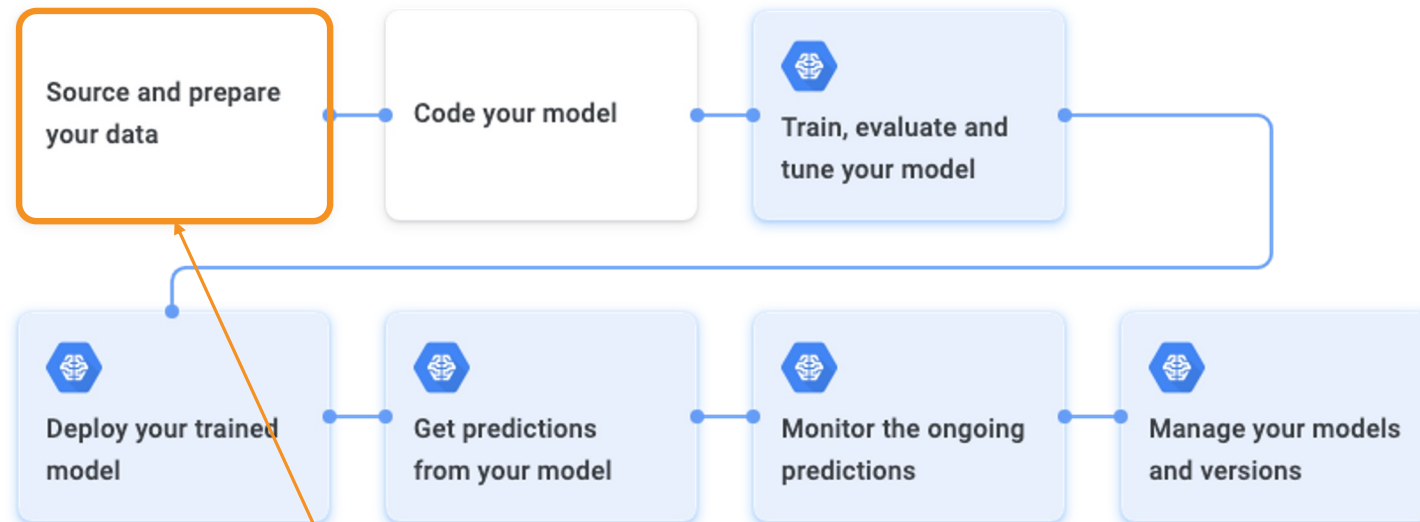 Source and prepare
your data
Code your model
Train, evaluate and
tune your model
Deploy your trained
model
Get predictions
from your model
Monitor the ongoing
predictions
Manage your models
and versions